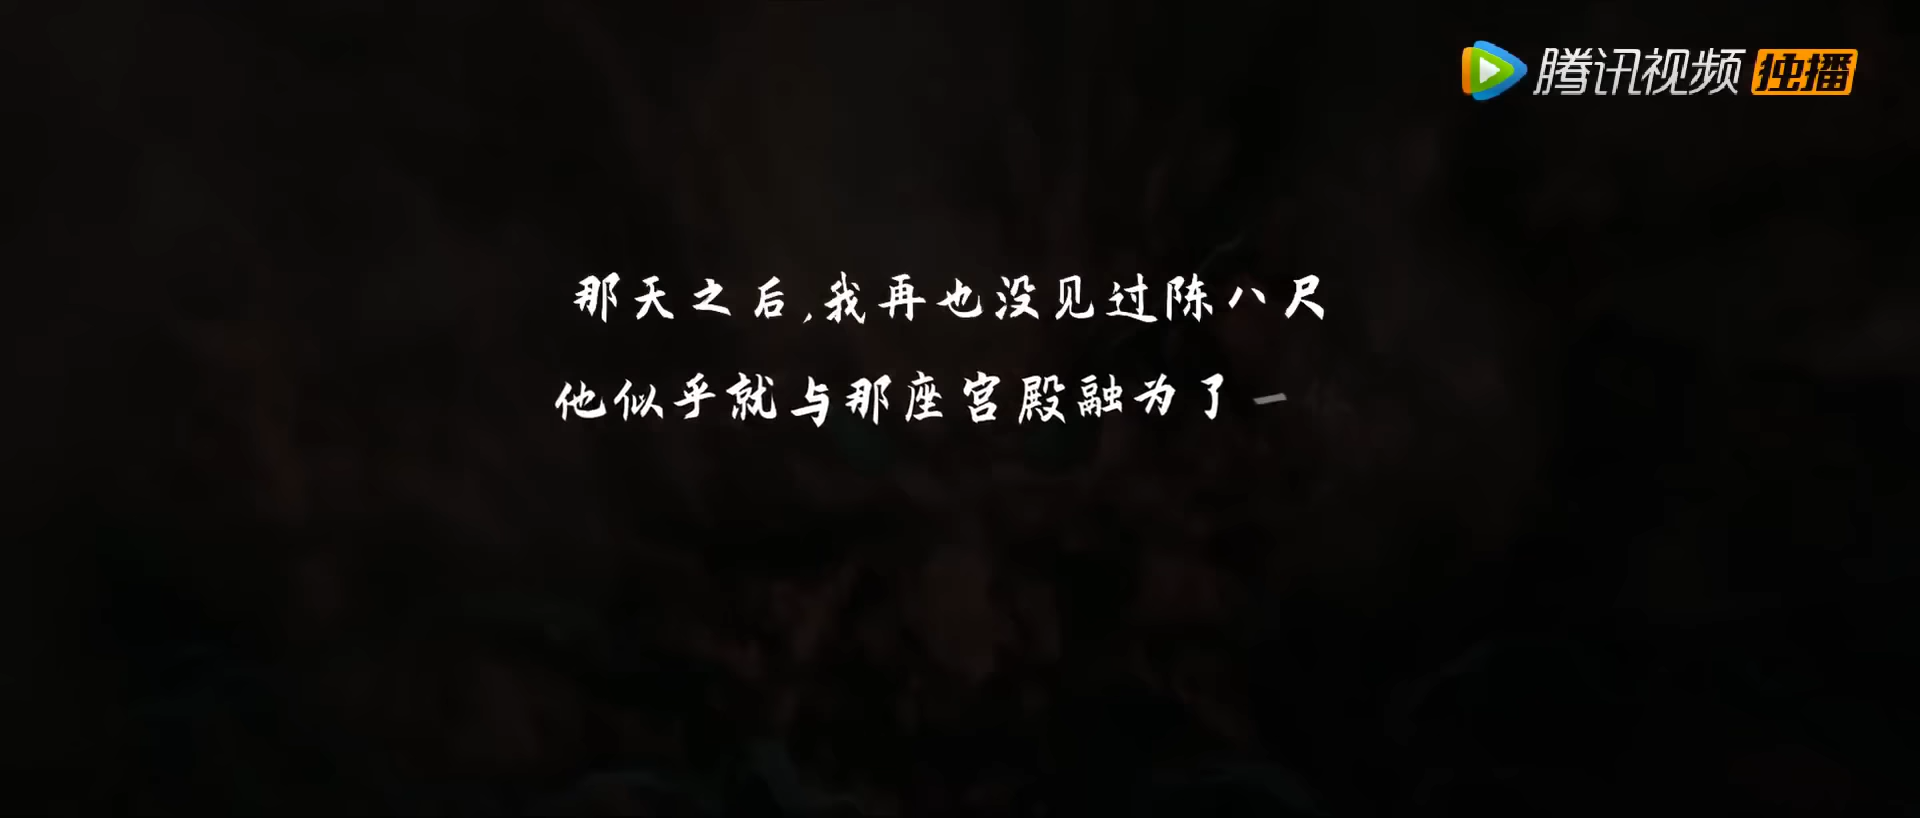 腾讯视频 独播
那天之后,我再也没见过陈八尺
他似乎就与那座宫殿融为了一